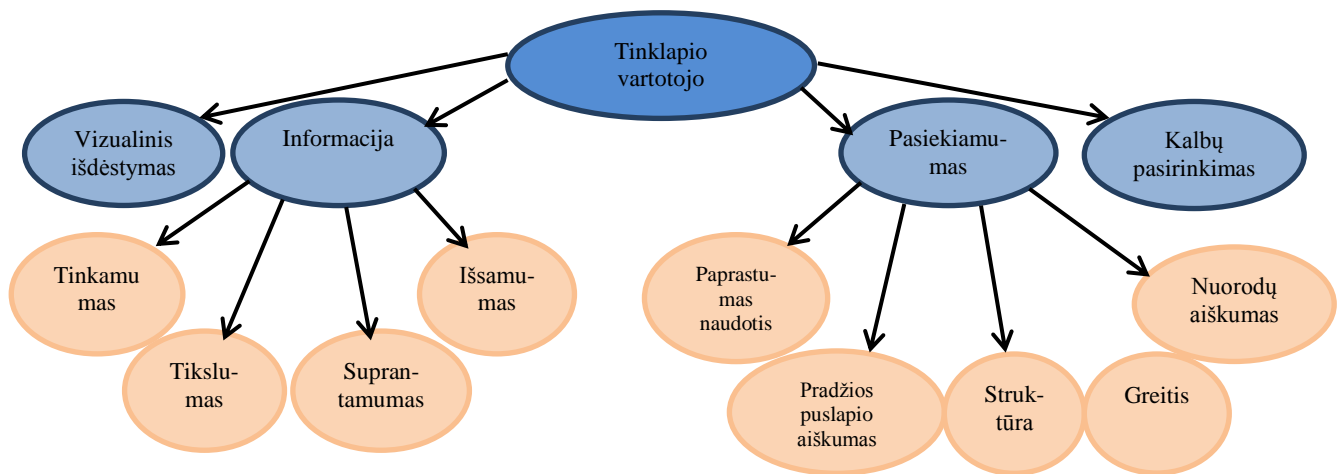 Tinklapio
vartotojo
Vizualinis
išdėstymas
Informacija
Pasiekiamu-
mas
Kalbų
pasirinkimas
Tinkamu
mas
Tikslu-
mas
Supran-
tamumas
Išsamu-
mas
Paprastu-
mas
naudotis
Pradžios
puslapio
aiškumas
Struk-
tūra
Greitis
Nuorodų
aiškumas